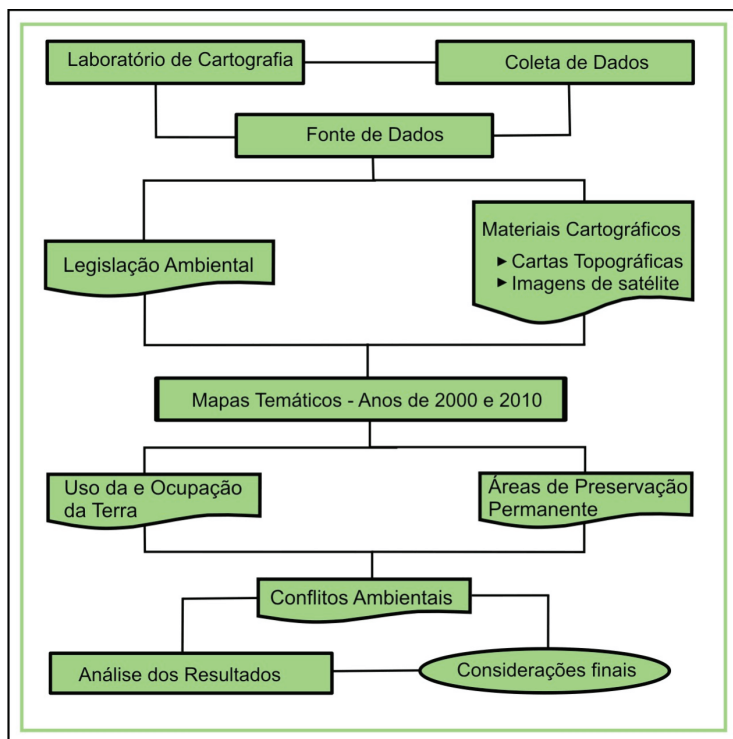 Laboratório de Cartografia
Coleta de Dados
Fonte de Dados
Legislação Ambiental
Materiais Cartográficos
► Cartas Topográficas
► Imagens de satélite
Mapas Temáticos - Anos de 2000 e 2010
Uso da e Ocupação
da Terra
Áreas de Preservação
Permanente
Conflitos Ambientais
Análise dos Resultados
Considerações finais